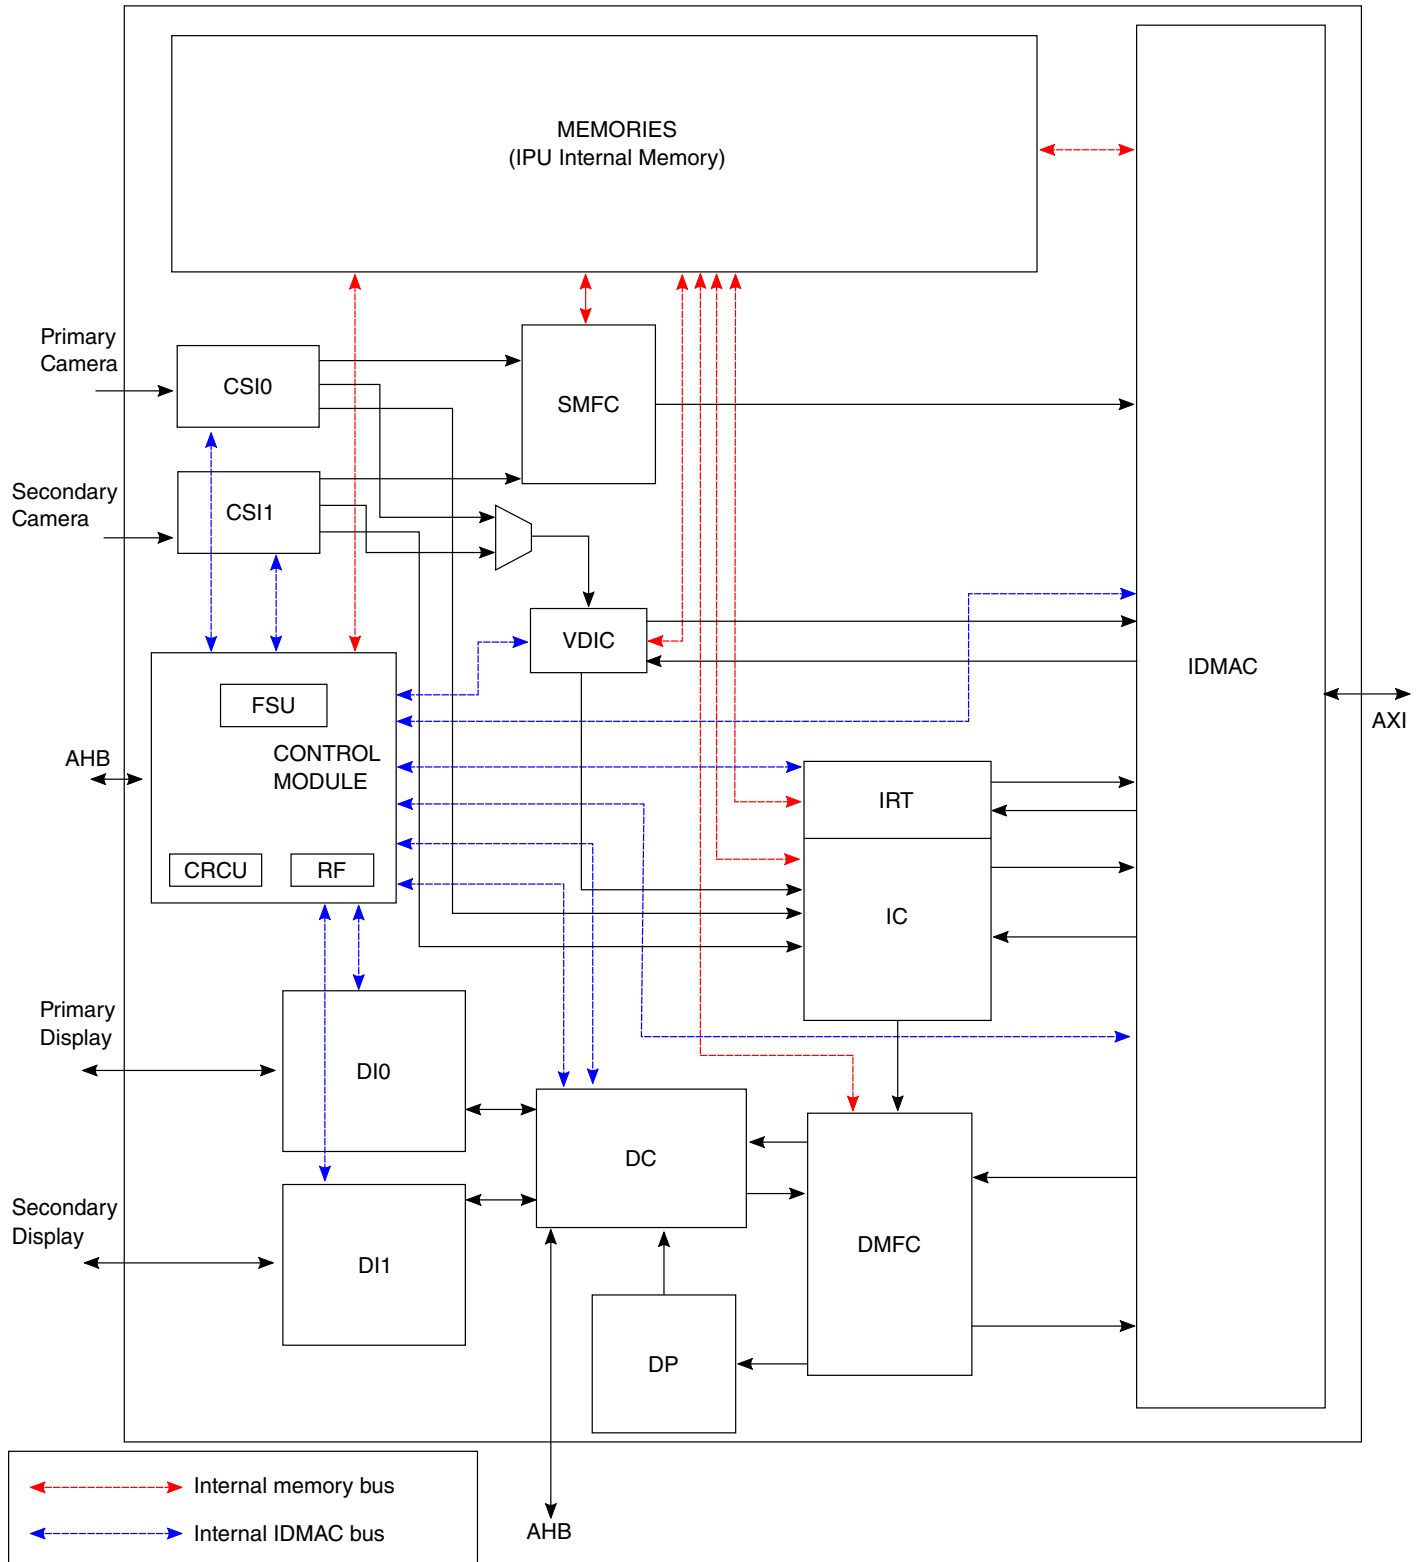 MEMORIES
(IPU Internal Memory)
Primary
Camera
CSI0
SMFC
Secondary
Camera
CSI1
VDIC
IDMAC
FSU
AXI
CONTROL
MODULE
AHB
IRT
CRCU
RF
IC
Primary
Display
DI0
DC
Secondary
Display
DI1
DMFC
DP
Internal memory bus
Internal IDMAC bus
AHB